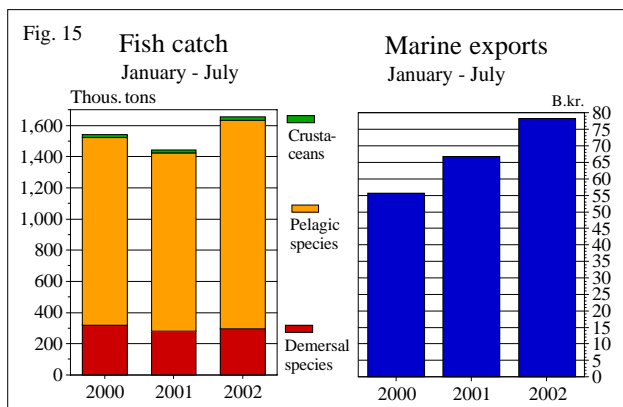 Fig. 15
Fish catch
January - July
Thous. tons
1,600
1,400
1,200
1,000
800
600
400
200
0
2000 2001 2002
Crusta-
ceans
Pelagic
species
Demersal
species
Marine exports
January - July
B.kr.
80
75
70
65
60
55
50
45
40
35
30
25
20
15
10
5
0
2000 2001 2002